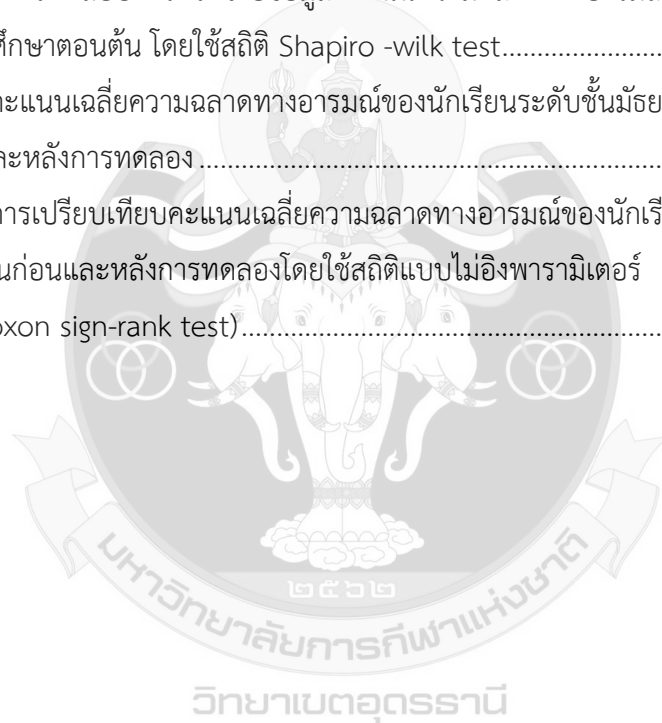 ศึกษาตอนต้น โดยใช้สถิติ Shapiro -wilk test......................
คะแนนเฉลี่ยความฉลาดทางอารมณ์ของนักเรียนระดับชั้นมัธย
ละหลังการทดลอง ................................................................
การเปรียบเทียบคะแนนเฉลี่ยความฉลาดทางอารมณ์ของนักเรี
นก่อนและหลังการทดลองโดยใช้สถิติแบบไม่อิงพารามิเตอร์
oxon sign-rank test)..........................................................
๒๕๖๒
มหาวิทยาลัยการกีฬาแห่งชาติ
วิทยาเขตอุดรธานี